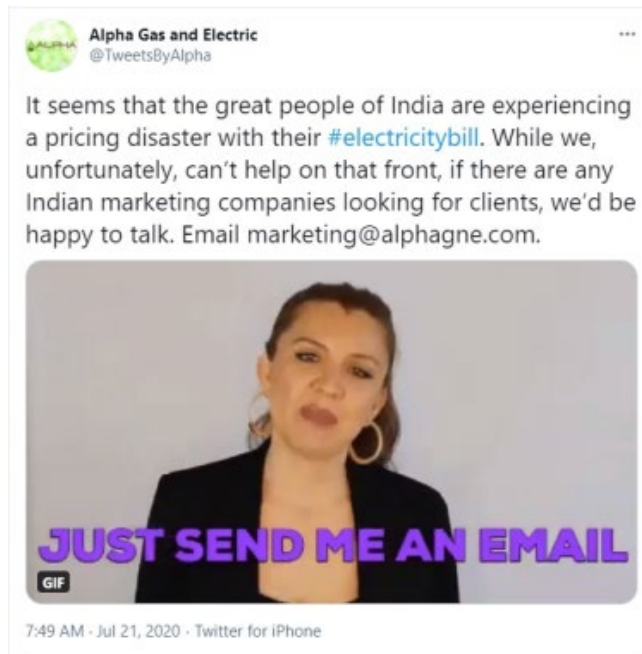 Alpha Gas and Electric
@TweetsByAlpha
It seems that the great people of India are experiencing
a pricing disaster with their #electricitybill. While we,
unfortunately, can't help on that front, if there are any
Indian marketing companies looking for clients, we'd be
happy to talk. Email marketing@alphagne.com.
JUST SEND ME AN EMAIL
GIF
7:49 AM · Jul 21, 2020 · Twitter for iPhone